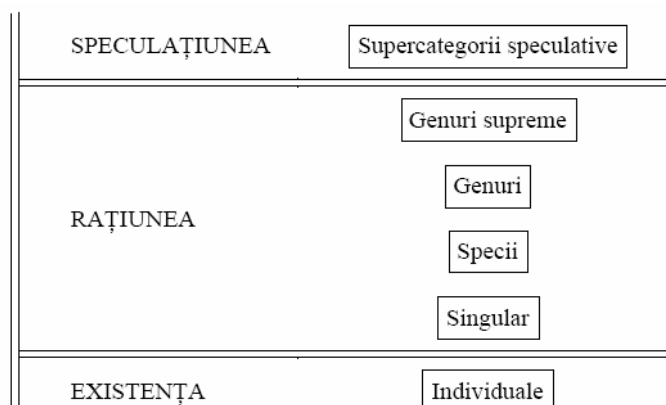 SPECULAȚIUNEA Supercategorii speculative
Genuri supreme
Genuri
RAȚIUNEA
Specii
Singular
EXISTENȚA Individuale